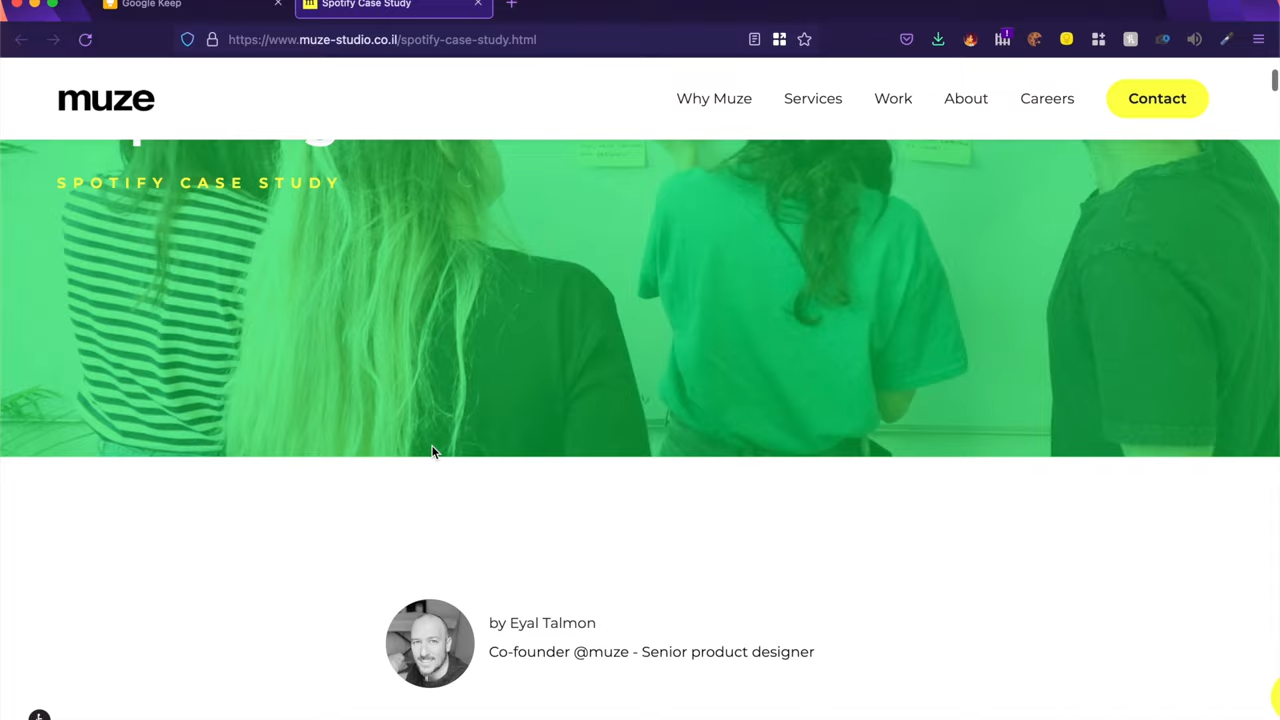 Google Keep
Spotify Case Study
https://www.muze-studio.co.il/spotify-case-study.html
muze
Why Muze
Services
Work
About
Careers
Contact
SPOTIFY CASE STUDY
by Eyal Talmon
Co-founder @muze - Senior product designer